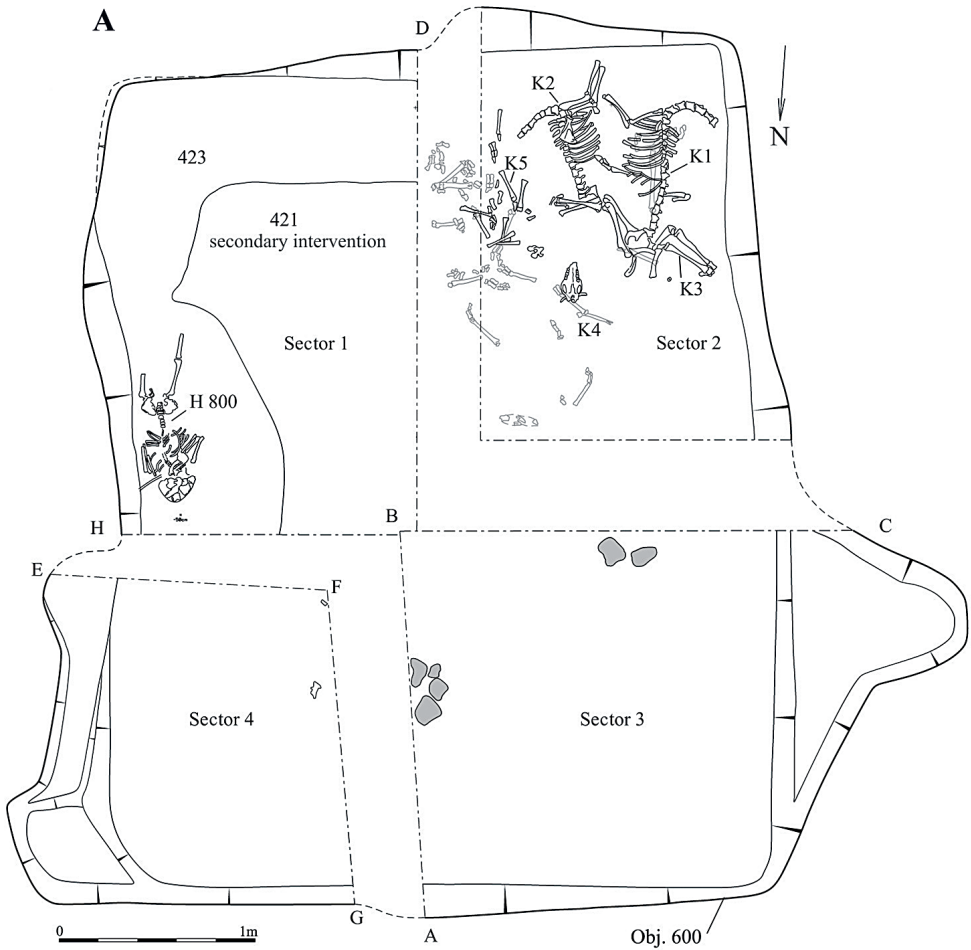 A
D
K2
N
423
K5
K1
421
secondary intervention
K3
K4
Sector 1
Sector 2
H 800
H
B
C
E
F
Sector 4
Sector 3
G
A
0 1m
Obj. 600